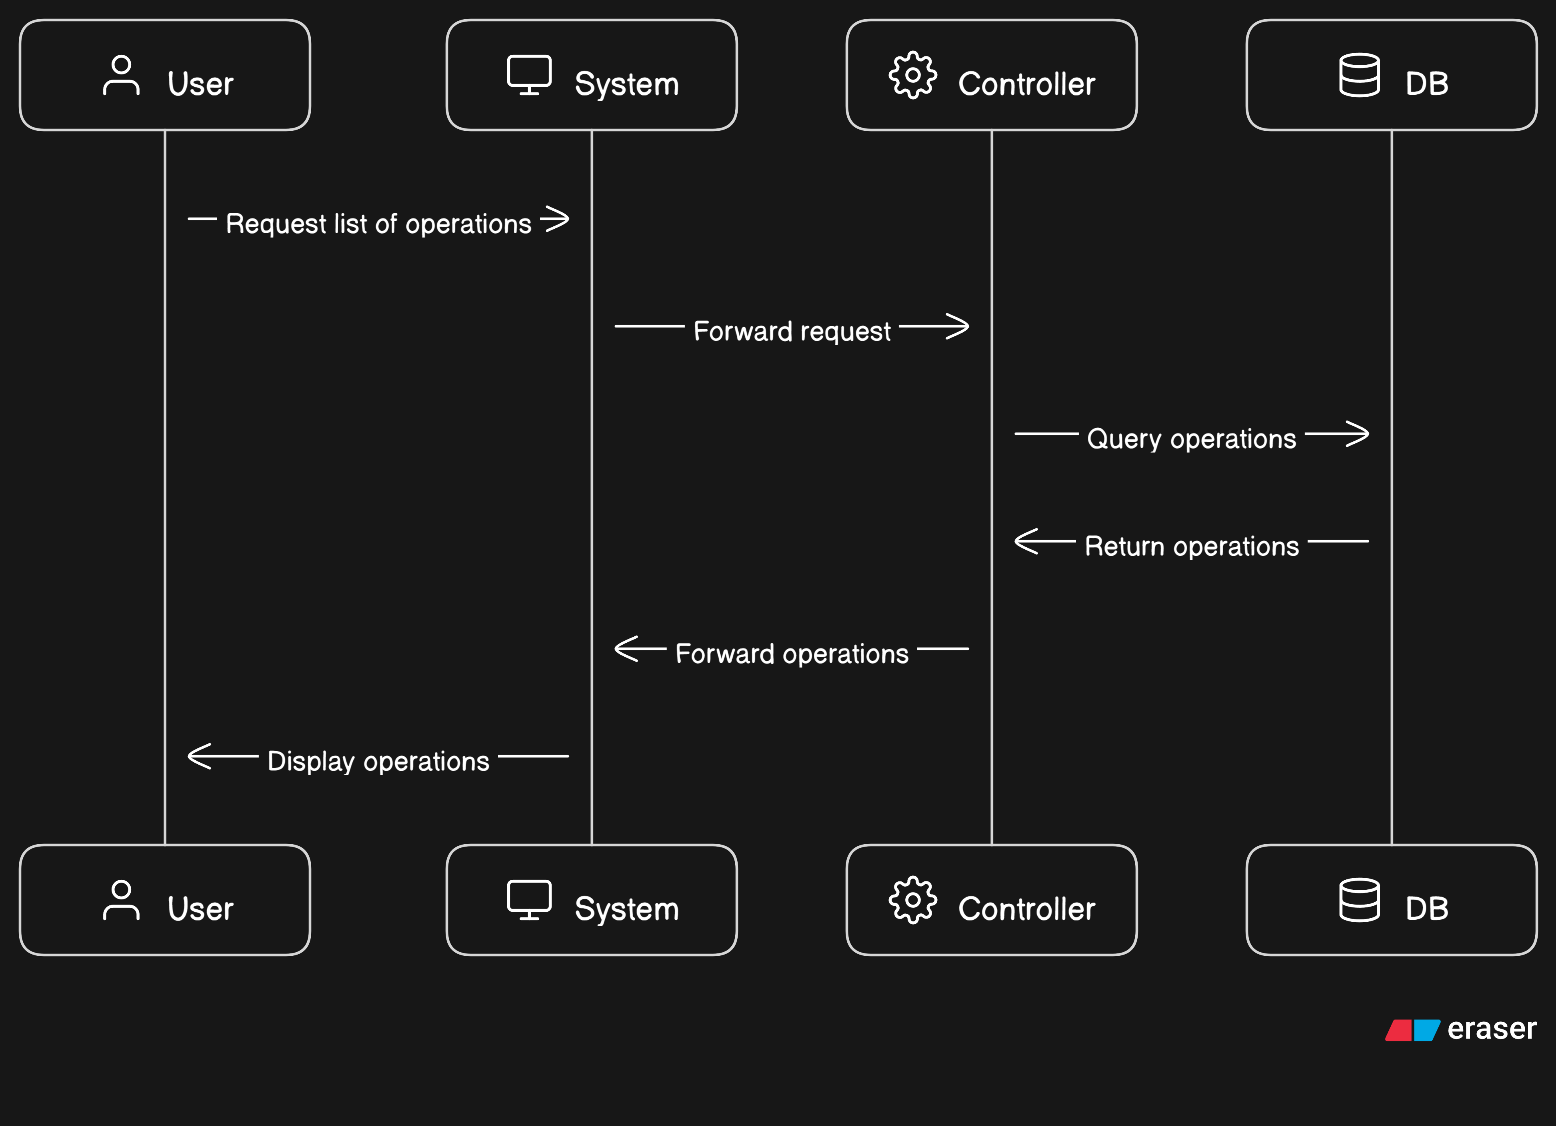 User
System
Controller
DB
Request list of operations
Forward request
Query operations
Return operations
Forward operations
Display operations
User
System
Controller
DB
eraser